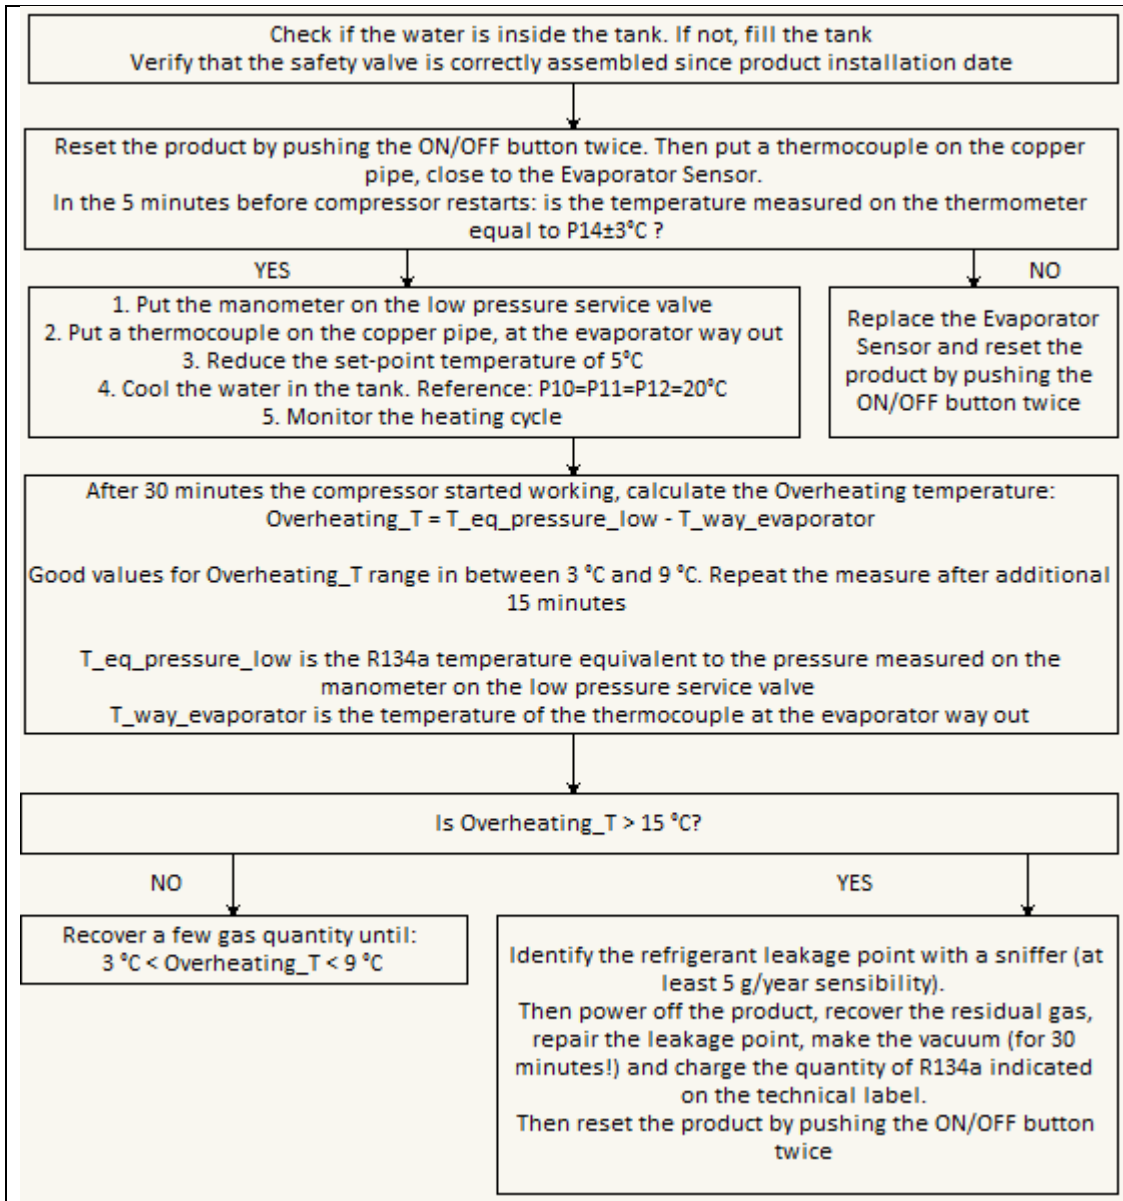 Check if the water is inside the tank. If not, fill the tank
Verify that the safety valve is correctly assembled since product installation date
Reset the product by pushing the ON/OFF button twice. Then put a thermocouple on the copper
pipe, close to the Evaporator Sensor.
In the 5 minutes before compressor restarts: is the temperature measured on the thermometer
equal to P14±3°C ?
YES
NO
1. Put the manometer on the low pressure service valve
2. Put a thermocouple on the copper pipe, at the evaporator way out
3. Reduce the set-point temperature of 5°C
4. Cool the water in the tank. Reference: P10=P11=P12=20°C
5. Monitor the heating cycle
Replace the Evaporator
Sensor and reset the
product by pushing the
ON/OFF button twice
After 30 minutes the compressor started working, calculate the Overheating temperature:
Overheating_T = T_eq_pressure_low - T_way_evaporator
Good values for Overheating_T range in between 3 °C and 9 °C. Repeat the measure after additional
15 minutes
T_eq_pressure_low is the R134a temperature equivalent to the pressure measured on the
manometer on the low pressure service valve
T_way_evaporator is the temperature of the thermocouple at the evaporator way out
Is Overheating_T > 15 °C?
NO
YES
Recover a few gas quantity until:
3 °C < Overheating_T < 9 °C
Identify the refrigerant leakage point with a sniffer (at
least 5 g/year sensibility).
Then power off the product, recover the residual gas,
repair the leakage point, make the vacuum (for 30
minutes!) and charge the quantity of R134a indicated
on the technical label.
Then reset the product by pushing the ON/OFF button
twice